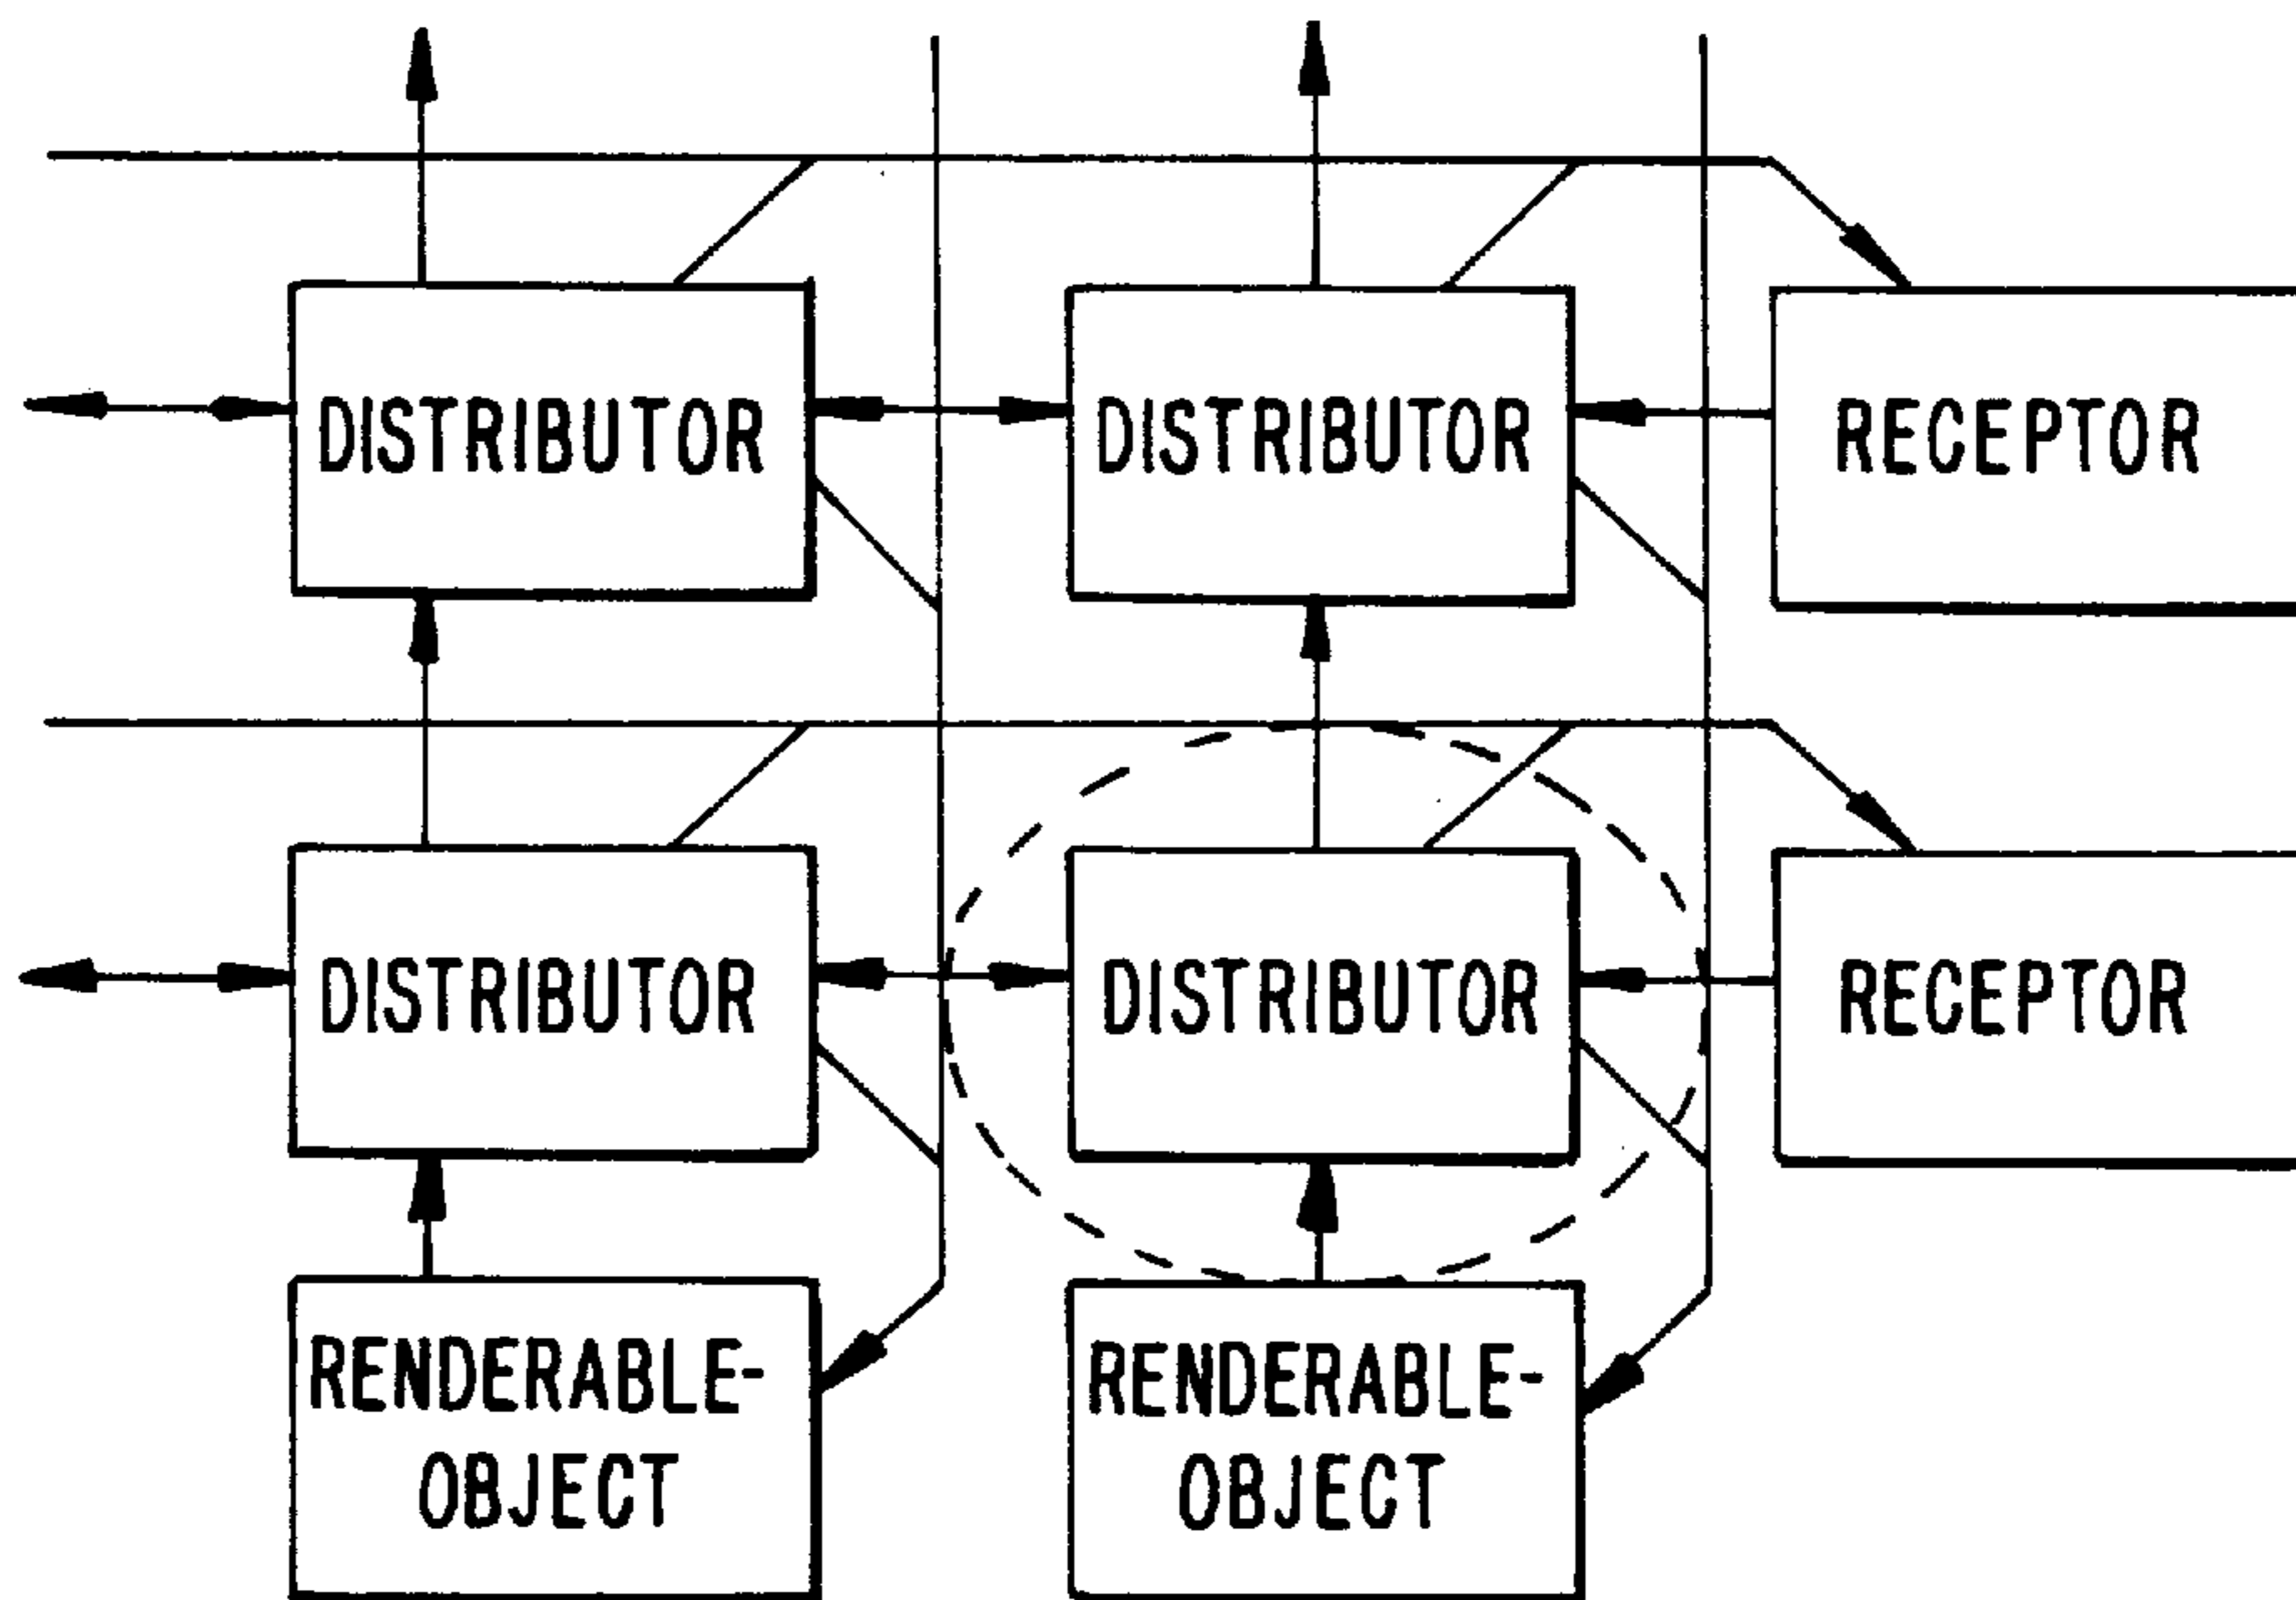 DISTRIBUTOR
DISTRIBUTOR
RECEPTOR
DISTRIBUTOR
DISTRIBUTOR
RECEPTOR
RENDERABLE-
OBJECT
RENDERABLE-
OBJECT